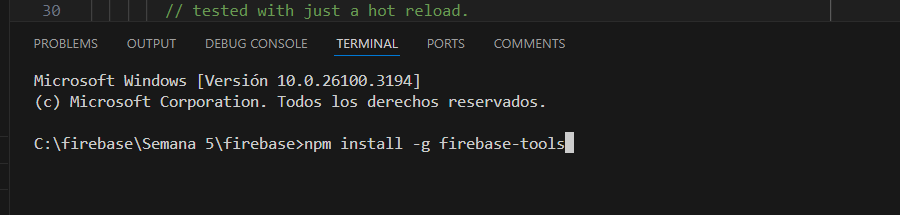 30 // tested with just a hot reload.
PROBLEMS OUTPUT DEBUG CONSOLE TERMINAL PORTS COMMENTS
Microsoft Windows [Versión 10.0.26100.3194]
(c) Microsoft Corporation. Todos los derechos reservados.
C:\firebase\Semana 5\firebase>npm install -g firebase-tools